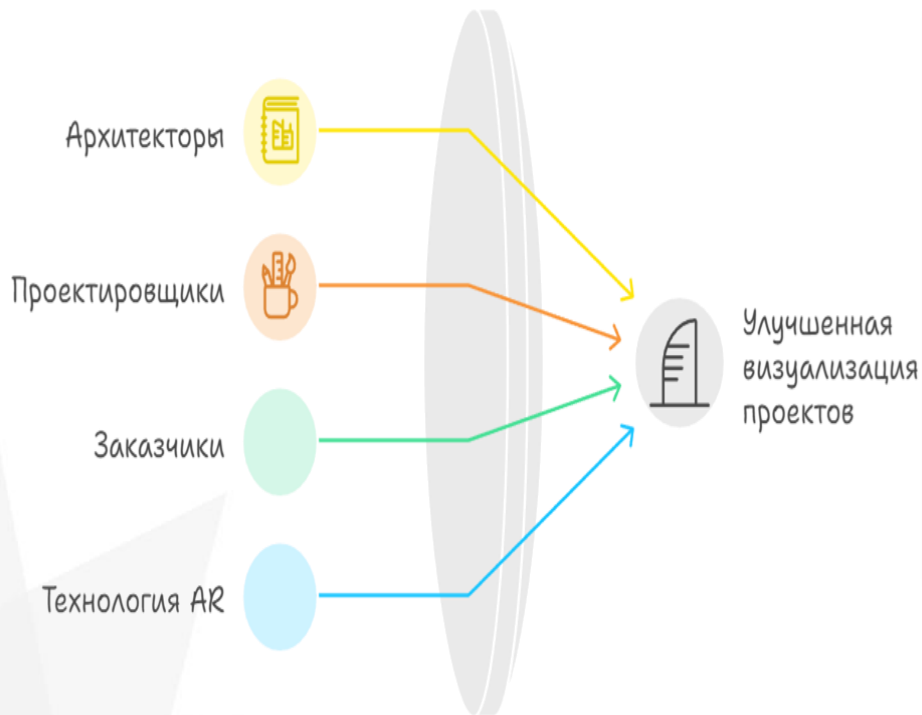 Архитекторы
Проектировщики
Заказчики
Технология AR
Улучшенная
визуализация
проектов